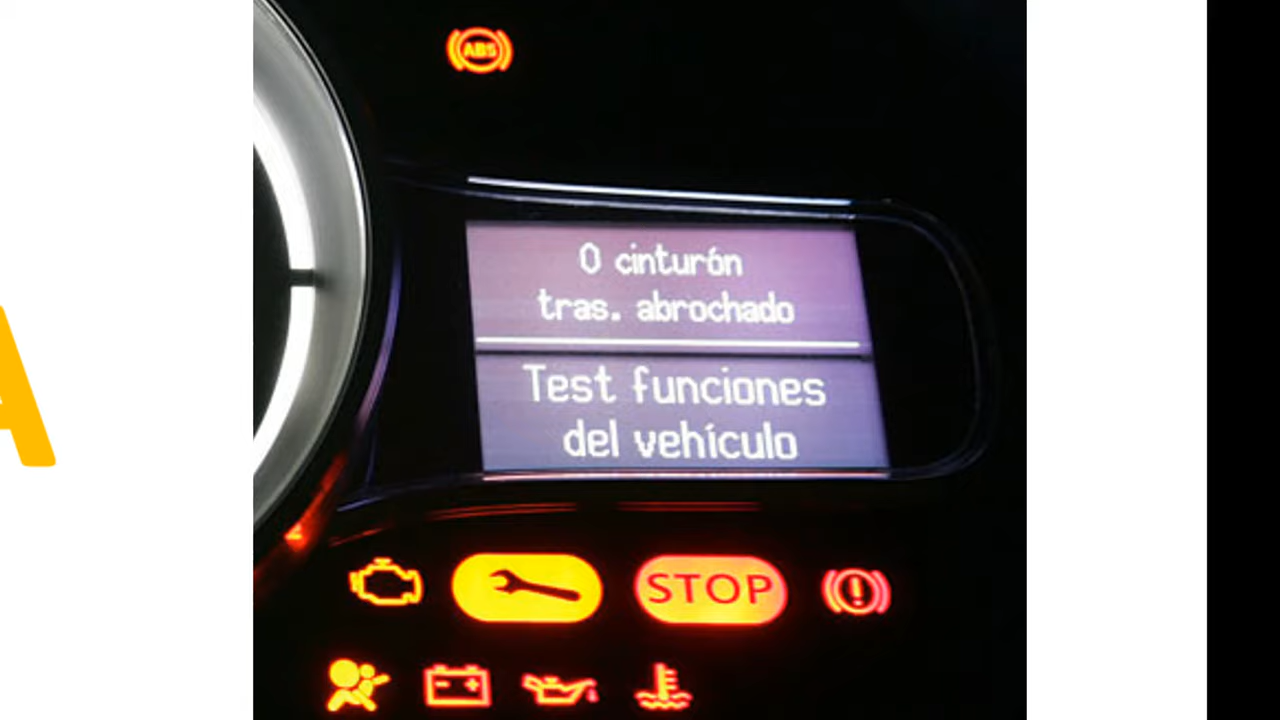 A
ABS
0 cinturón
tras. abrochado
Test funciones
del vehículo
STOP